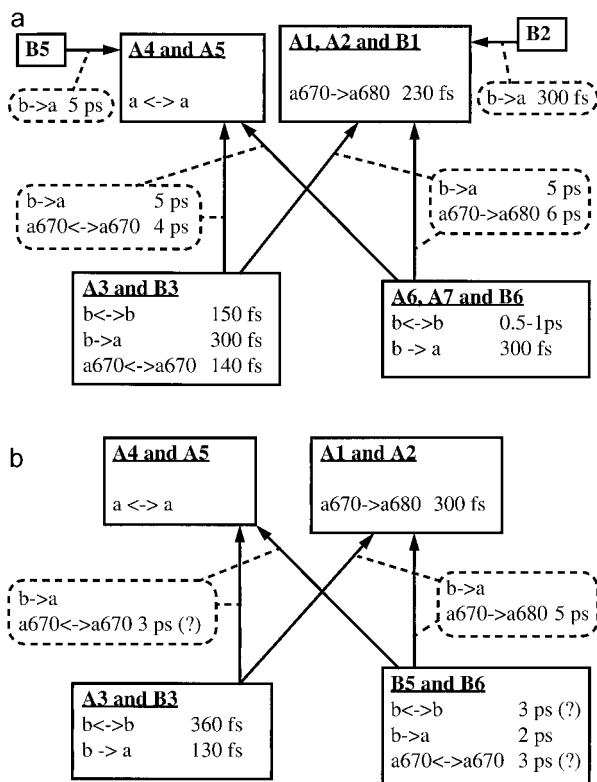 a
B5
A4 and A5
a <-> a
A1, A2 and B1
a670->a680 230 fs
B2
b->a 5 ps
b->a 300 fs
b->a 5 ps
a670<->a670 4 ps
b->a 5 ps
a670->a680 6 ps
A3 and B3
b<->b 150 fs
b->a 300 fs
a670<->a670 140 fs
A6, A7 and B6
b<->b 0.5-1ps
b -> a 300 fs
b
A4 and A5
a <-> a
A1 and A2
a670->a680 300 fs
b->a
a670<->a670 3 ps (?)
b->a
a670->a680 5 ps
A3 and B3
b<->b 360 fs
b -> a 130 fs
B5 and B6
b<->b 3 ps (?)
b->a 2 ps
a670<->a670 3 ps (?)